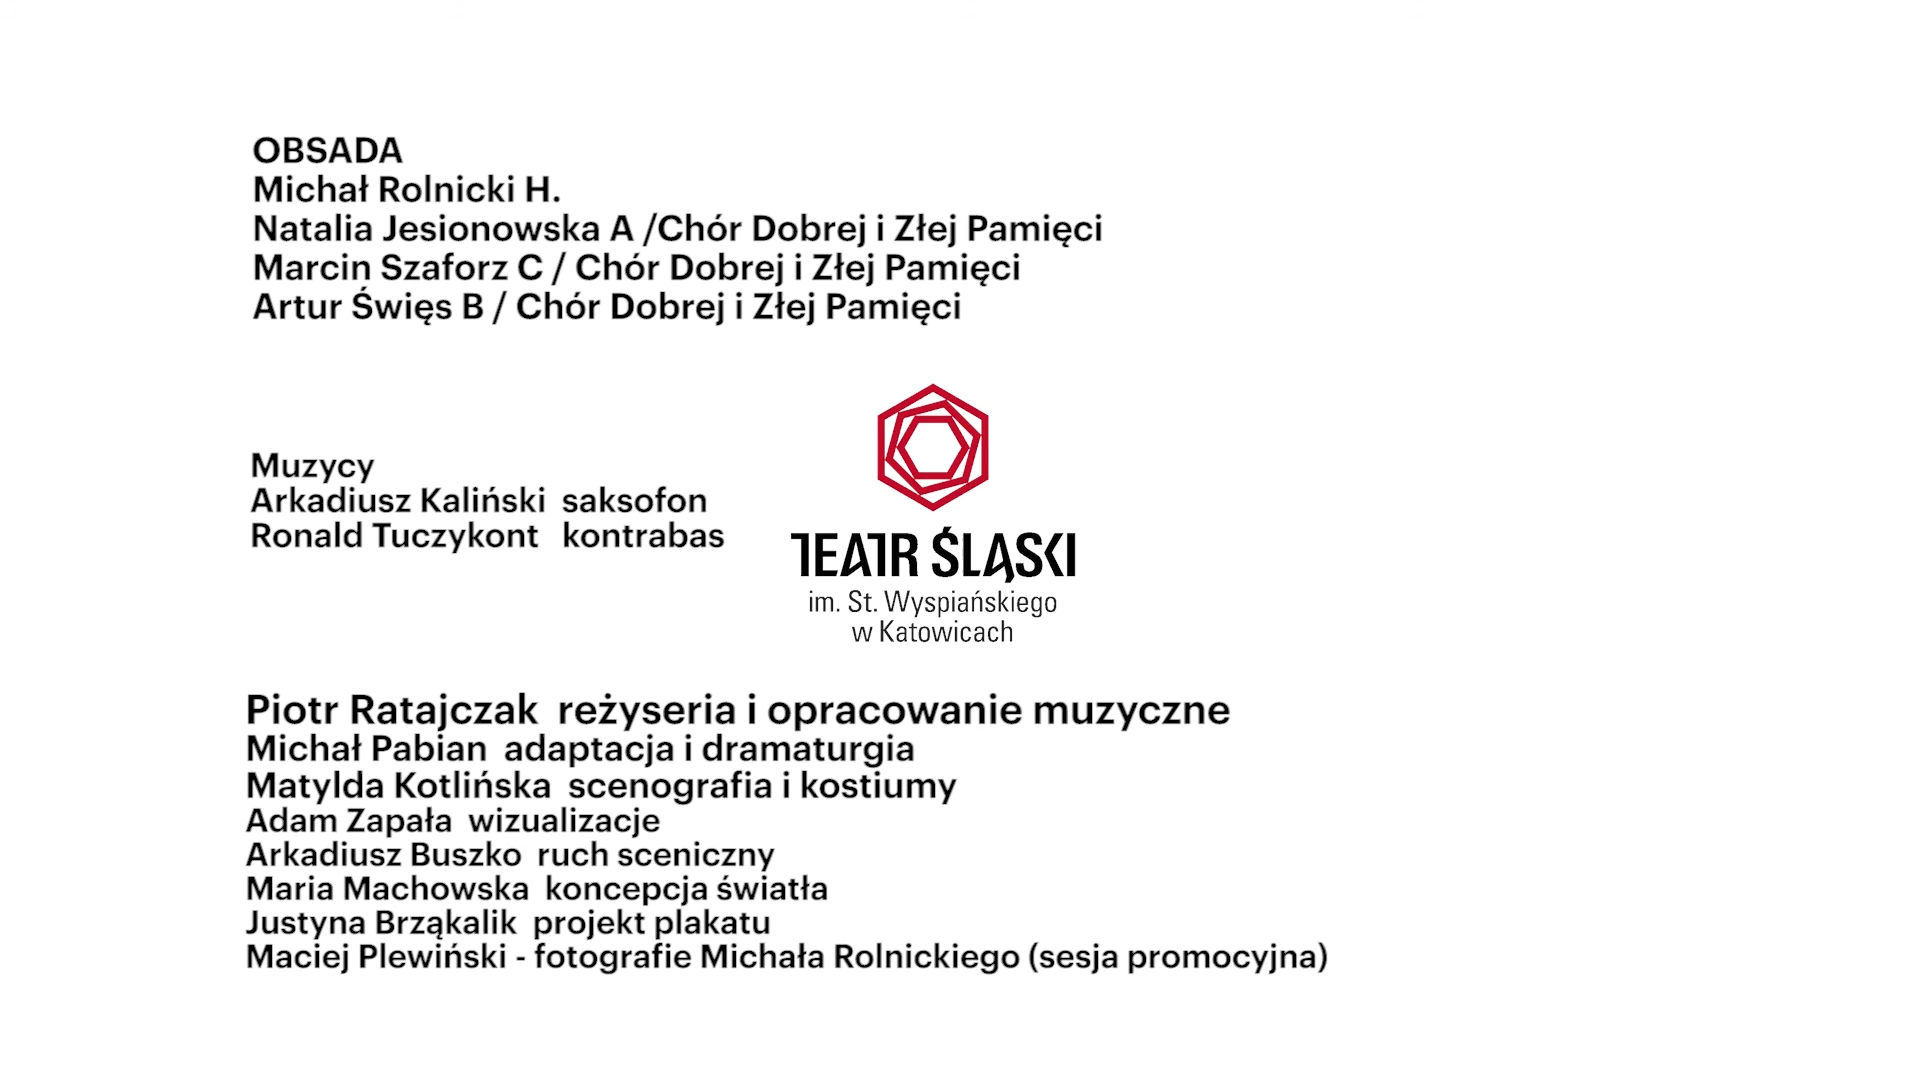 OBSADA
Michał Rolnicki H.
Natalia Jesionowska A /Chór Dobrej i Złej Pamięci
Marcin Szaforz C / Chór Dobrej i Złej Pamięci
Artur Święs B / Chór Dobrej i Złej Pamięci
Muzycy
Arkadiusz Kaliński saksofon
Ronald Tuczykont kontrabas
TEATR ŚLĄSKI
im. St. Wyspiańskiego
w Katowicach
Piotr Ratajczak reżyseria i opracowanie muzyczne
Michał Pabian adaptacja i dramaturgia
Matylda Kotlińska scenografia i kostiumy
Adam Zapała wizualizacje
Arkadiusz Buszko ruch sceniczny
Maria Machowska koncepcja światła
Justyna Brząkalik projekt plakatu
Maciej Plewiński - fotografie Michała Rolnickiego (sesja promocyjna)